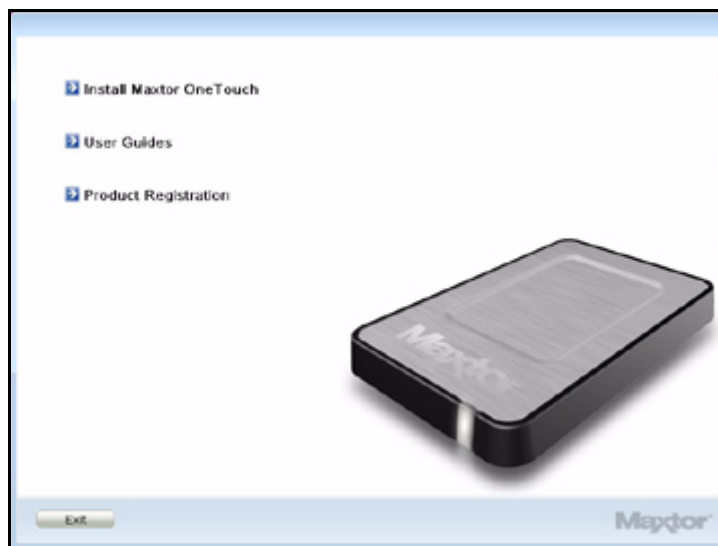 Install Maxtor OneTouch
User Guides
Product Registration
Maxtor
Exit
Maxtor